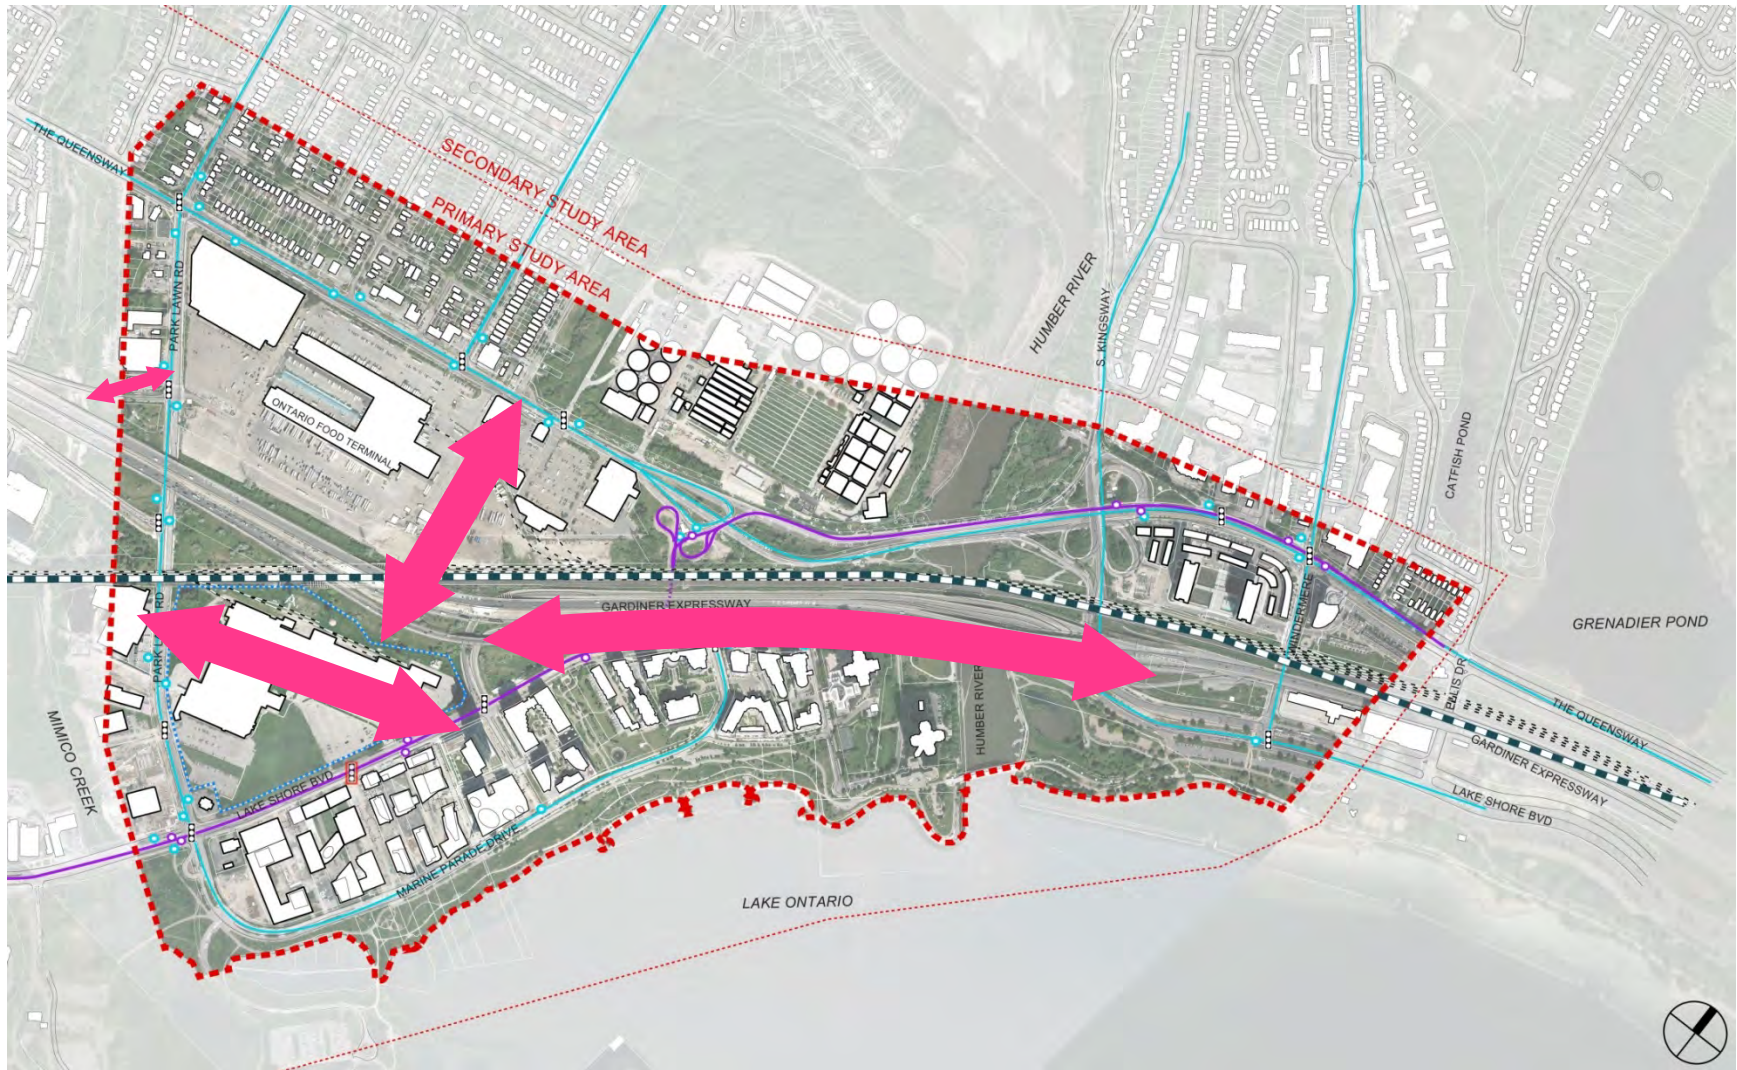 THE QUEENSWAY
SECONDARY STUDY AREA
PRIMARY STUDY AREA
PARK LAWN RD
HUMBER RIVER
S KINGSWAY
ONTARIO FOOD TERMINAL
CATFISH POND
GARDINER EXPRESSWAY
WINDERMERE
GRENADIER POND
PARK L RD
ELLIS DR
THE QUEENSWAY
HUMBER RIVER
MIMICO CREEK
GARDINER EXPRESSWAY
LAKE SHORE BVD
LAKE SHORE BVD
MARINE PARADE DRIVE
LAKE ONTARIO